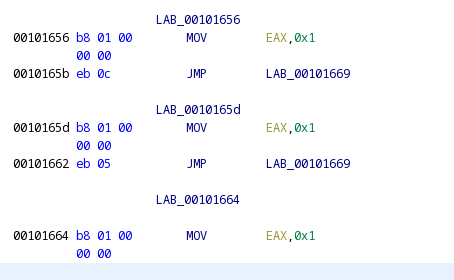 LAB_00101656
00101656 b8 01 00 MOV EAX,0x1
00 00
0010165b eb 0c JMP LAB_00101669
LAB_0010165d
0010165d b8 01 00 MOV EAX,0x1
00 00
00101662 eb 05 JMP LAB_00101669
LAB_00101664
00101664 b8 01 00 MOV EAX,0x1
00 00